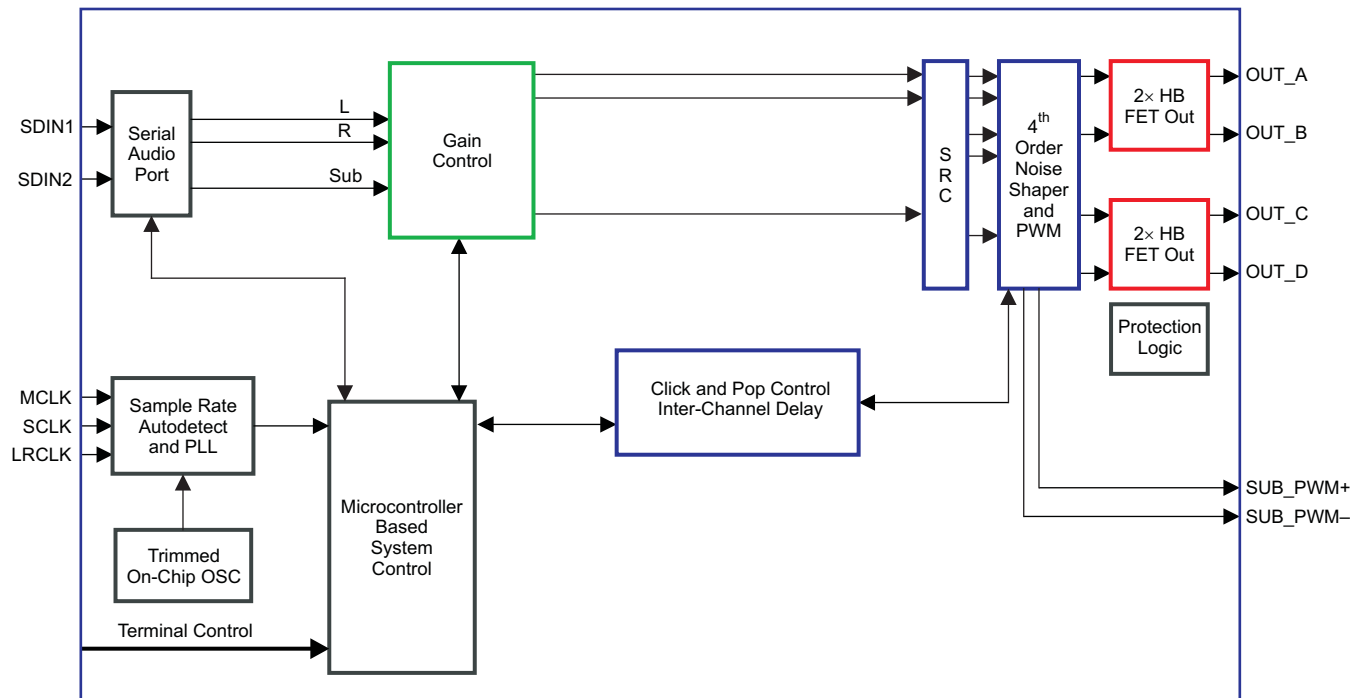 SDIN1
SDIN2
Serial
Audio
Port
L
R
Sub
Gain
Control
S
R
C
4th
Order
Noise
Shaper
and
PWM
2× HB
FET Out
OUT_A
OUT_B
2× HB
FET Out
OUT_C
OUT_D
Protection
Logic
MCLK
SCLK
LRCLK
Sample Rate
Autodetect
and PLL
Click and Pop Control
Inter-Channel Delay
Microcontroller
Based
System
Control
Trimmed
On-Chip OSC
Terminal Control
SUB_PWM+
SUB_PWM–